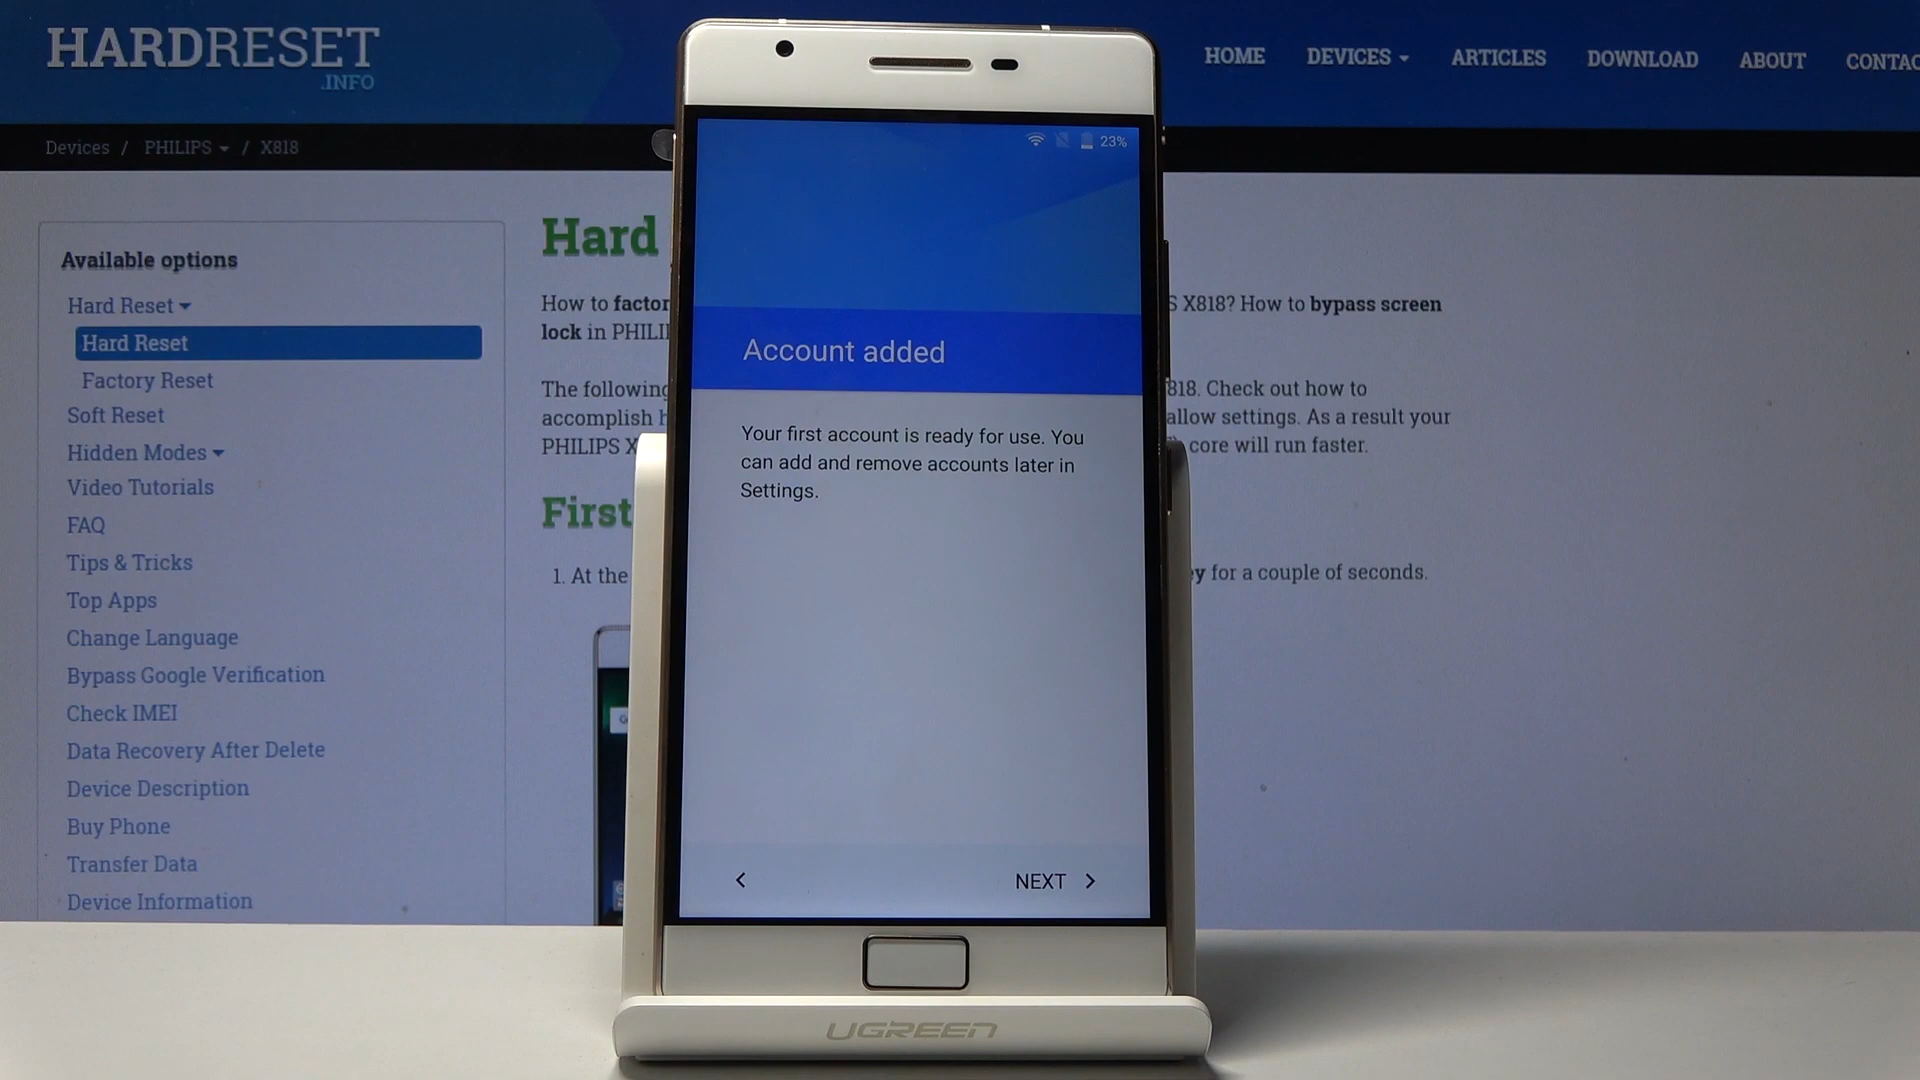 HARDRESET
.INFO
HOME DEVICES ARTICLES DOWNLOAD ABOUT CONTAC
Devices / PHILIPS / X818
Available options
Hard Reset
Hard Reset
Factory Reset
Soft Reset
Hidden Modes
Video Tutorials
FAQ
Tips & Tricks
Top Apps
Change Language
Bypass Google Verification
Check IMEI
Data Recovery After Delete
Device Description
Buy Phone
Transfer Data
Device Information
Hard
How to factor
S X818? How to bypass screen
lock in PHILI
The following
818. Check out how to
accomplish h
allow settings. As a result your
PHILIPS X
core will run faster.
First
1. At the
y for a couple of seconds.
23%
Account added
Your first account is ready for use. You
can add and remove accounts later in
Settings.
NEXT
UGREEN